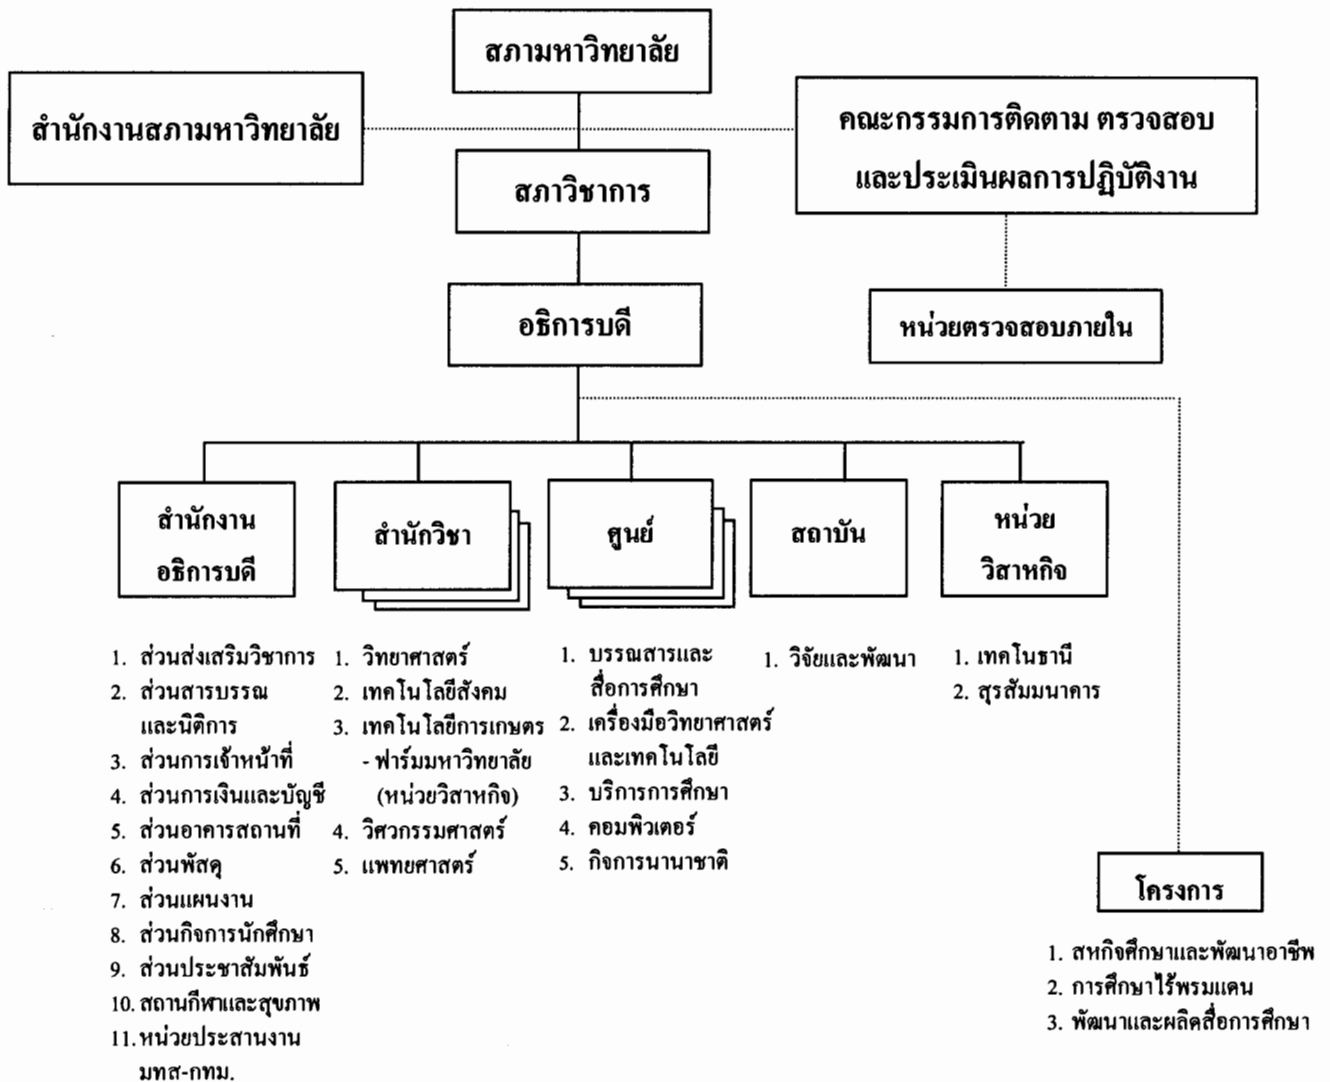 สภามหาวิทยาลัย
สำนักงานสภามหาวิทยาลัย
คณะกรรมการติดตาม ตรวจสอบ
และประเมินผลการปฏิบัติงาน
สภาวิชาการ
อธิการบดี
หน่วยตรวจสอบภายใน
สำนักงาน
อธิการบดี
สำนักวิชา
ศูนย์
สถาบัน
หน่วย
วิสาหกิจ
1. ส่วนส่งเสริมวิชาการ
2. ส่วนสารบรรณ
และนิติการ
3. ส่วนการเจ้าหน้าที่
4. ส่วนการเงินและบัญชี
5. ส่วนอาคารสถานที่
6. ส่วนพัสดุ
7. ส่วนแผนงาน
8. ส่วนกิจการนักศึกษา
9. ส่วนประชาสัมพันธ์
10. สถานกีฬาและสุขภาพ
11. หน่วยประสานงาน
มทส-กทม.
1. วิทยาศาสตร์
2. เทคโนโลยีสังคม
3. เทคโนโลยีการเกษตร
- ฟาร์มมหาวิทยาลัย
(หน่วยวิสาหกิจ)
4. วิศวกรรมศาสตร์
5. แพทยศาสตร์
1. บรรณสารและ
สื่อการศึกษา
2. เครื่องมือวิทยาศาสตร์
และเทคโนโลยี
3. บริการการศึกษา
4. คอมพิวเตอร์
5. กิจการนานาชาติ
1. วิจัยและพัฒนา
1. เทคโนธานี
2. สุรสัมมนาคาร
โครงการ
1. สหกิจศึกษาและพัฒนาอาชีพ
2. การศึกษาไร้พรมแดน
3. พัฒนาและผลิตสื่อการศึกษา